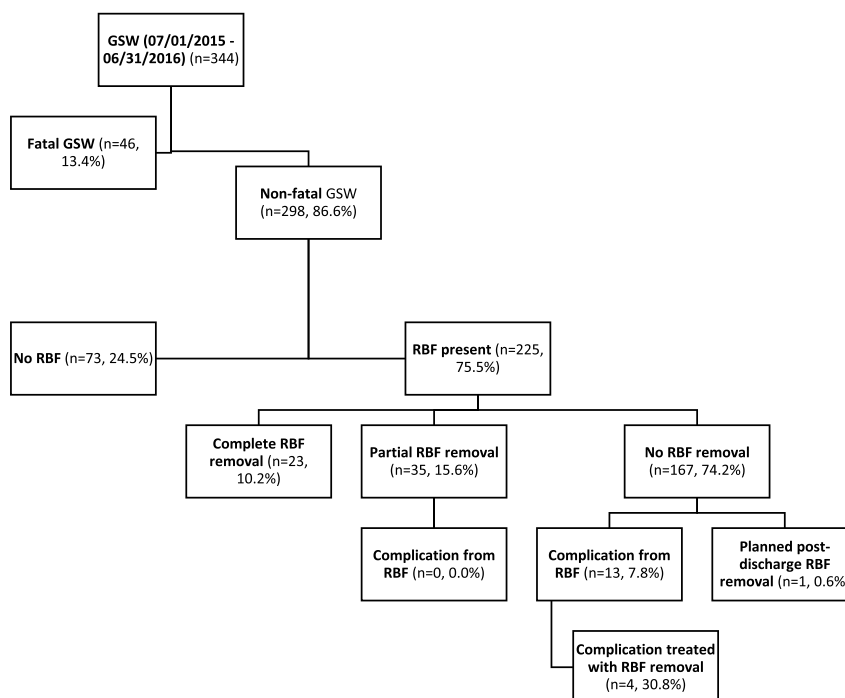 GSW (07/01/2015 -
06/31/2016) (n=344)
Fatal GSW (n=46,
13.4%)
Non-fatal GSW
(n=298, 86.6%)
No RBF (n=73, 24.5%)
RBF present (n=225,
75.5%)
Complete RBF
removal (n=23,
10.2%)
Partial RBF removal
(n=35, 15.6%)
No RBF removal
(n=167, 74.2%)
Complication from
RBF (n=0, 0.0%)
Complication from
RBF (n=13, 7.8%)
Planned post-
discharge RBF
removal (n=1, 0.6%
Complication treated
with RBF removal
(n=4, 30.8%)